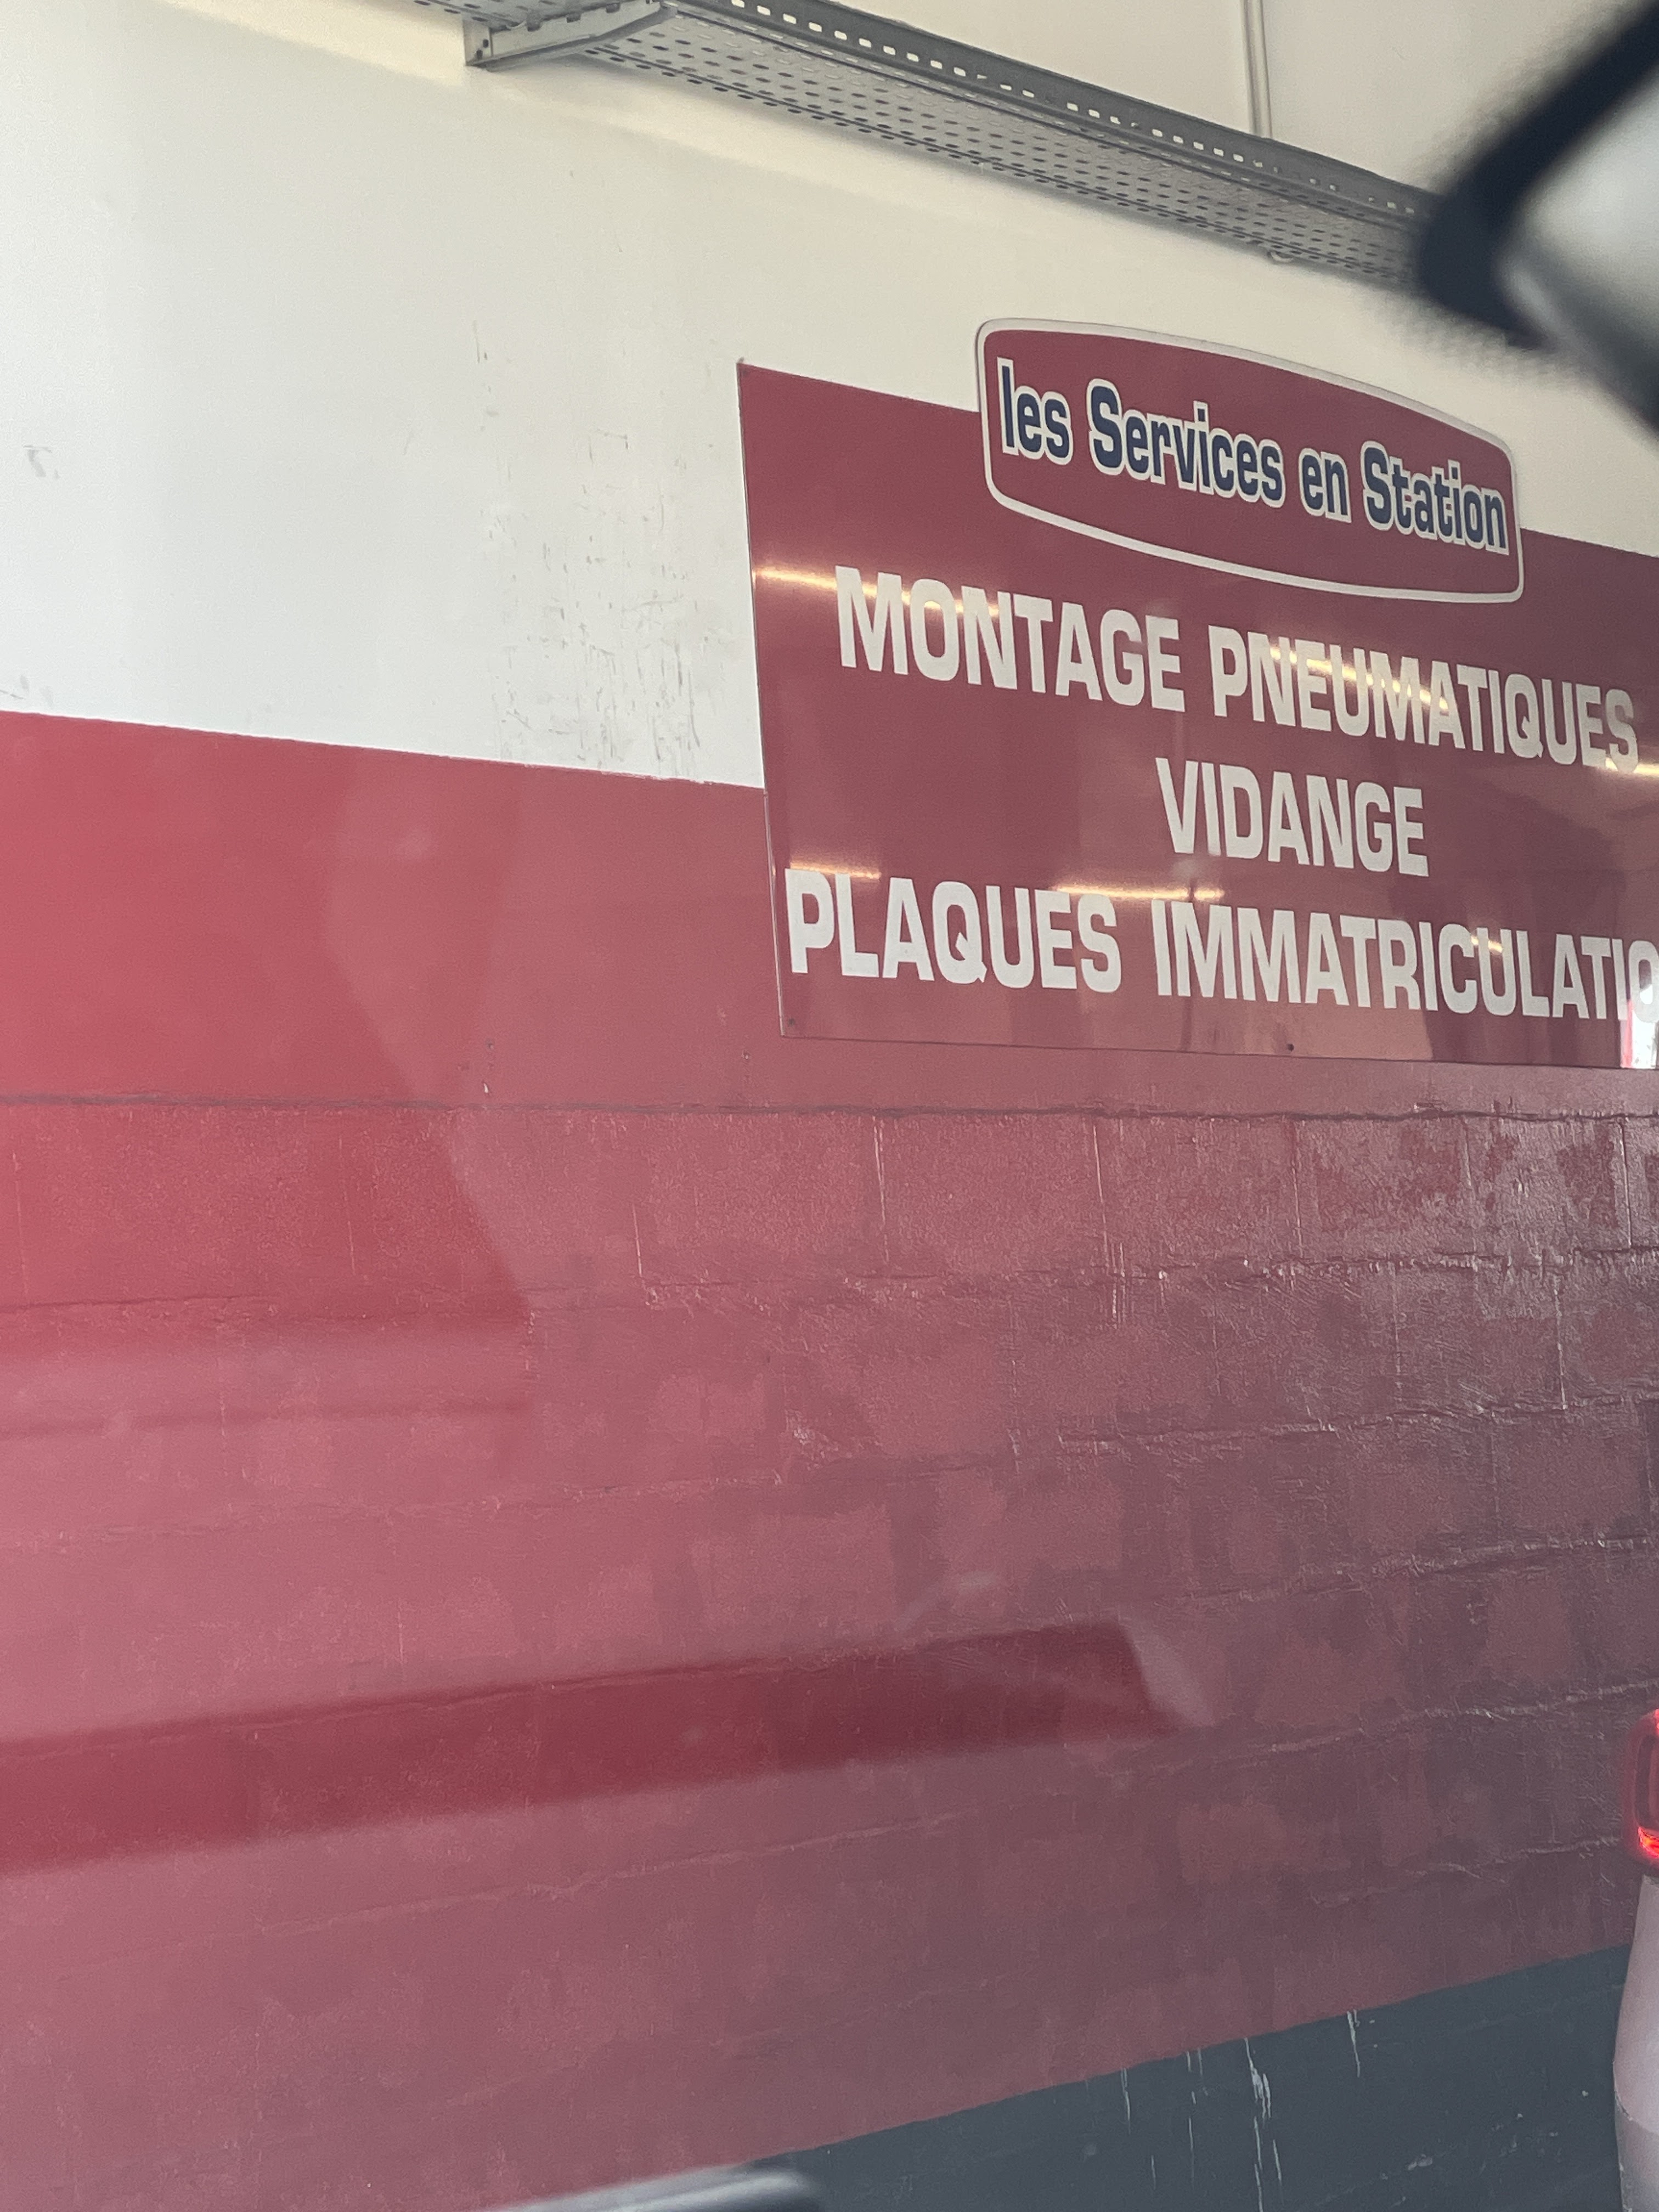 les Services en Station
MONTAGE PNEUMATIQUES
VIDANGE
PLAQUES IMMATRICULATIO